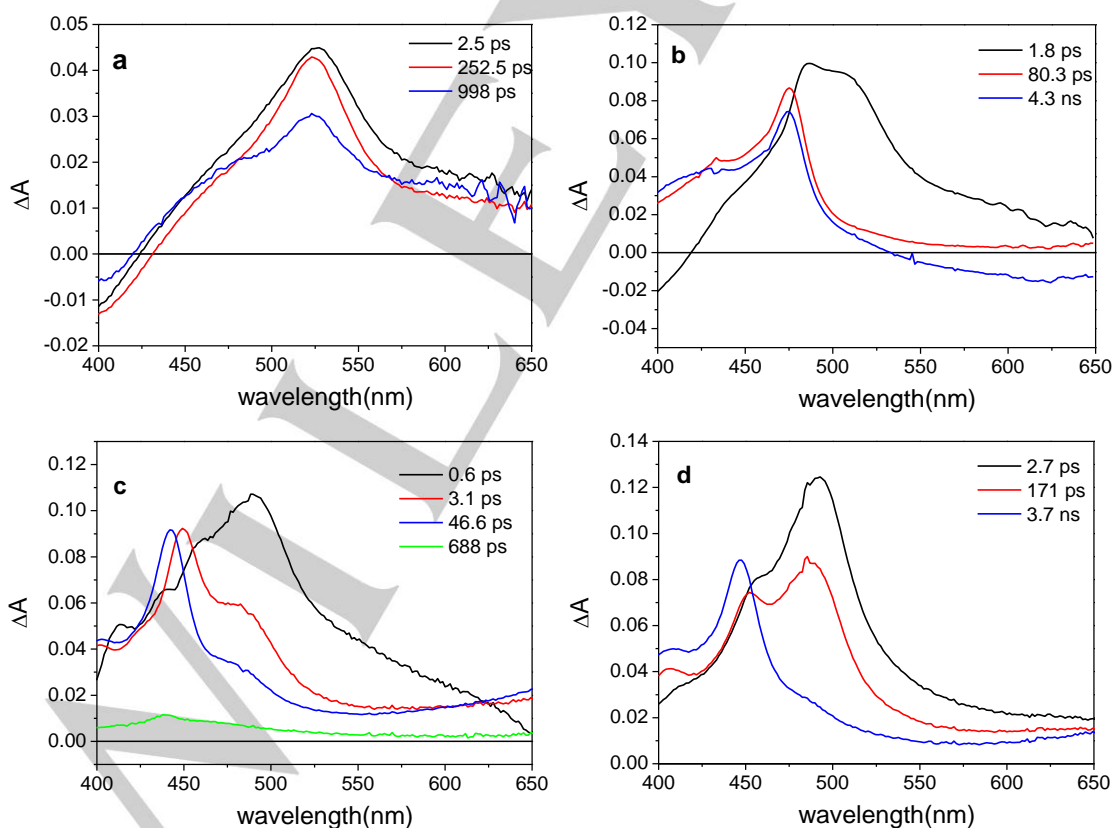 a
2.5 ps
252.5 ps
998 ps
0.05
0.04
0.03
0.02
0.01
0.00
-0.01
-0.02
ΔA
400 450 500 550 600 650
wavelength(nm)
b
1.8 ps
80.3 ps
4.3 ns
0.10
0.08
0.06
0.04
0.02
0.00
-0.02
-0.04
ΔA
400 450 500 550 600 650
wavelength(nm)
c
0.6 ps
3.1 ps
46.6 ps
688 ps
0.12
0.10
0.08
0.06
0.04
0.02
0.00
ΔA
400 450 500 550 600 650
wavelength(nm)
d
2.7 ps
171 ps
3.7 ns
0.14
0.12
0.10
0.08
0.06
0.04
0.02
0.00
ΔA
400 450 500 550 600 650
wavelength(nm)